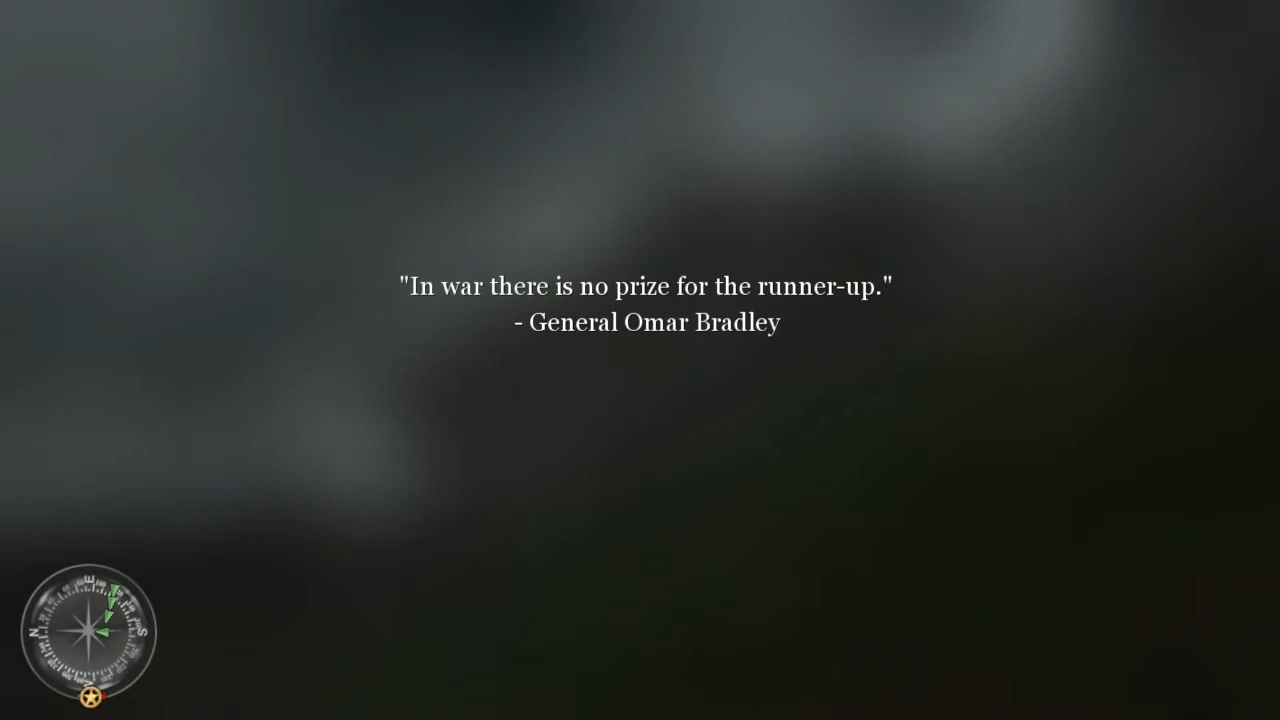 "In war there is no prize for the runner-up."
- General Omar Bradley
E
N
S